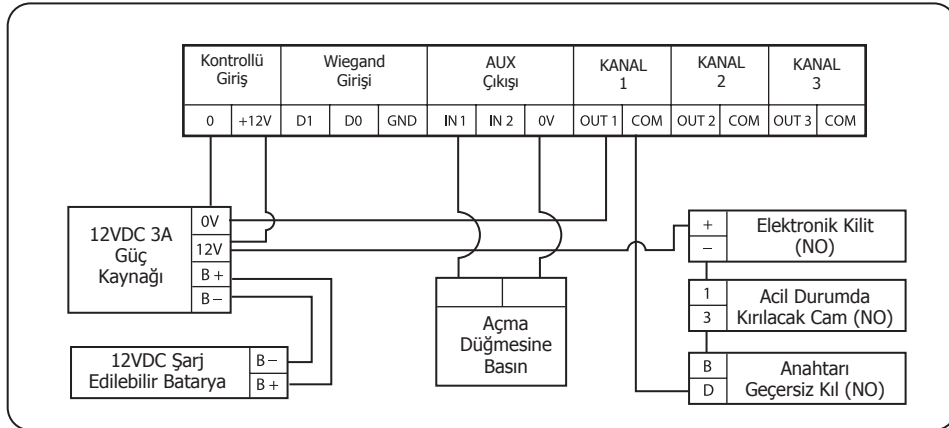 Kontrollü Giriş
Wiegand Girişi
AUX Çıkışı
KANAL 1
KANAL 2
KANAL 3
0 +12V D1 D0 GND IN 1 IN 2 0V OUT 1 COM OUT 2 COM OUT 3 COM
12VDC 3A
Güç
Kaynağı
0V
12V
B +
B –
12VDC Şarj
Edilebilir Batarya
B –
B +
Açma
Düğmesine
Basın
+
–
Elektronik Kilit
(NO)
1
3
Acil Durumda
Kırılacak Cam (NO)
B
D
Anahtarı
Geçersiz Kıl (NO)